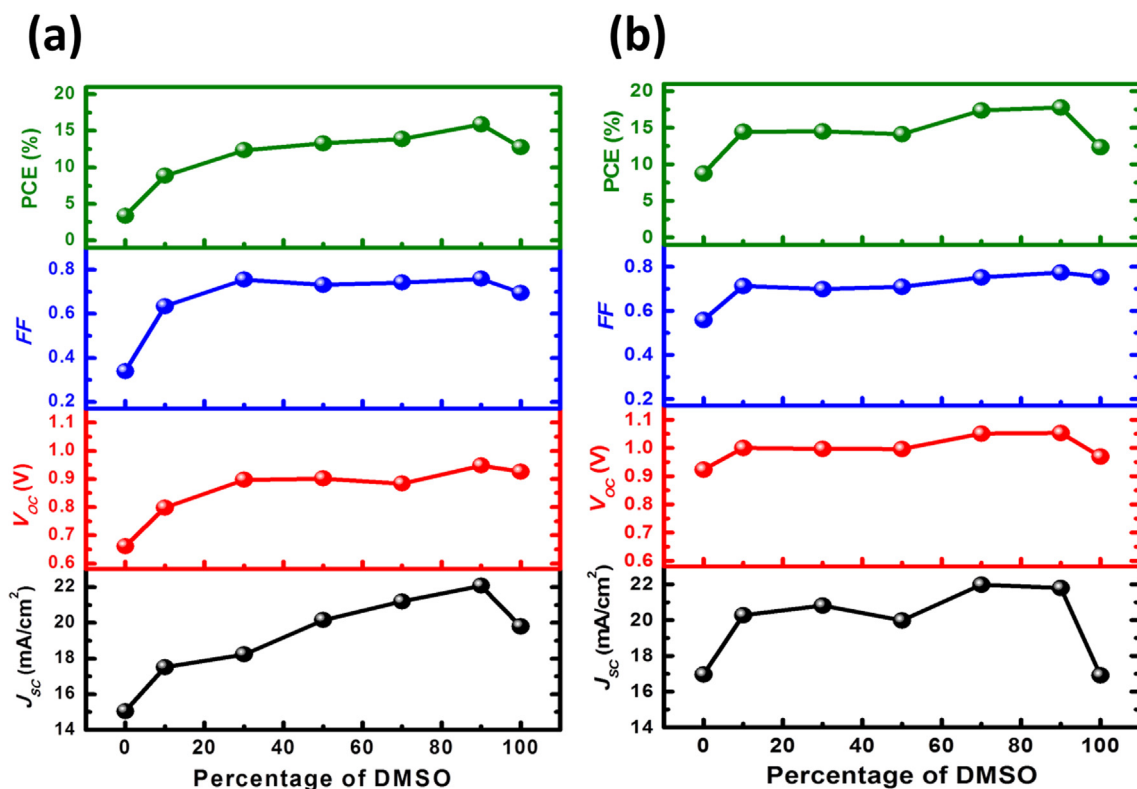 (a)
PCE (%)
20
15
10
5
0
FF
0.8
0.6
0.4
0.2
V_OC (V)
1.1
1.0
0.9
0.8
0.7
0.6
J_SC (mA/cm²)
22
20
18
16
14
0 20 40 60 80 100
Percentage of DMSO
(b)
PCE (%)
20
15
10
5
0
FF
0.8
0.6
0.4
0.2
V_OC (V)
1.1
1.0
0.9
0.8
0.7
0.6
J_SC (mA/cm²)
22
20
18
16
14
0 20 40 60 80 100
Percentage of DMSO